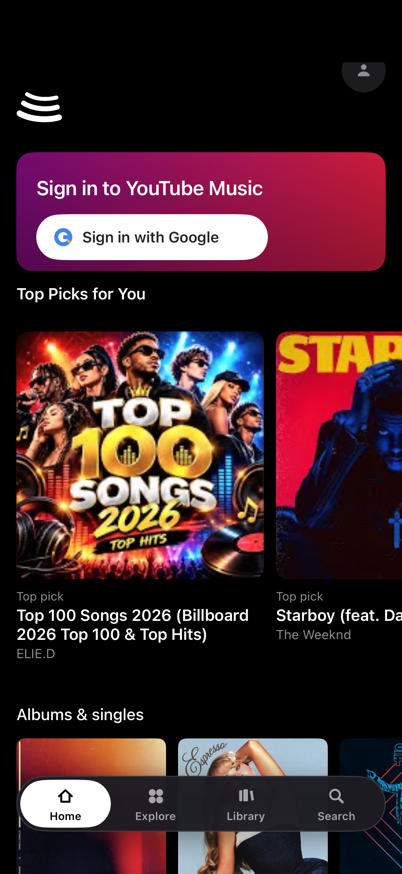 Sign in to YouTube Music
Sign in with Google
Top Picks for You
TOP
100
SONGS
2026
TOP HITS
STAR
Top pick
Top 100 Songs 2026 (Billboard
2026 Top 100 & Top Hits)
ELIE.D
Top pick
Starboy (feat. Da
The Weeknd
Albums & singles
Espresso
Home
Explore
Library
Search